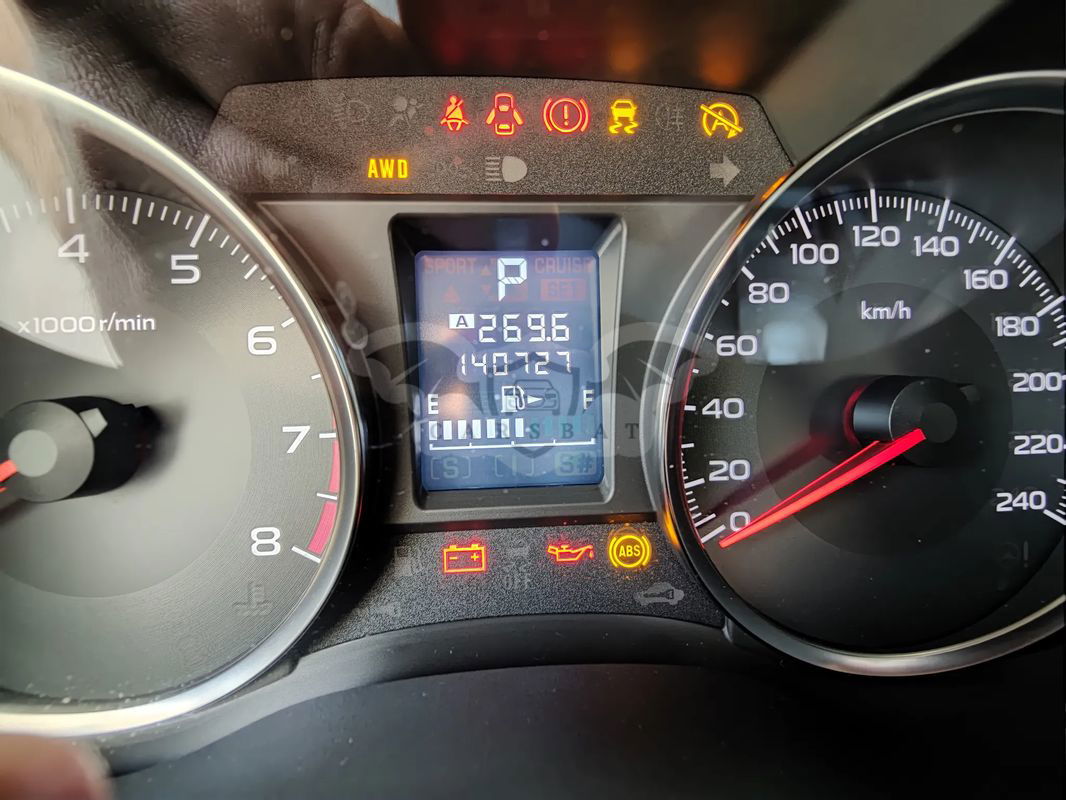 AWD
4
5
6
7
8
x1000r/min
SPORT
CRUISE
SET
P
A 269.6
140727
E F
CARSBAT
[S] [I] S#
ABS
OFF
km/h
0
20
40
60
80
100
120
140
160
180
200
220
240